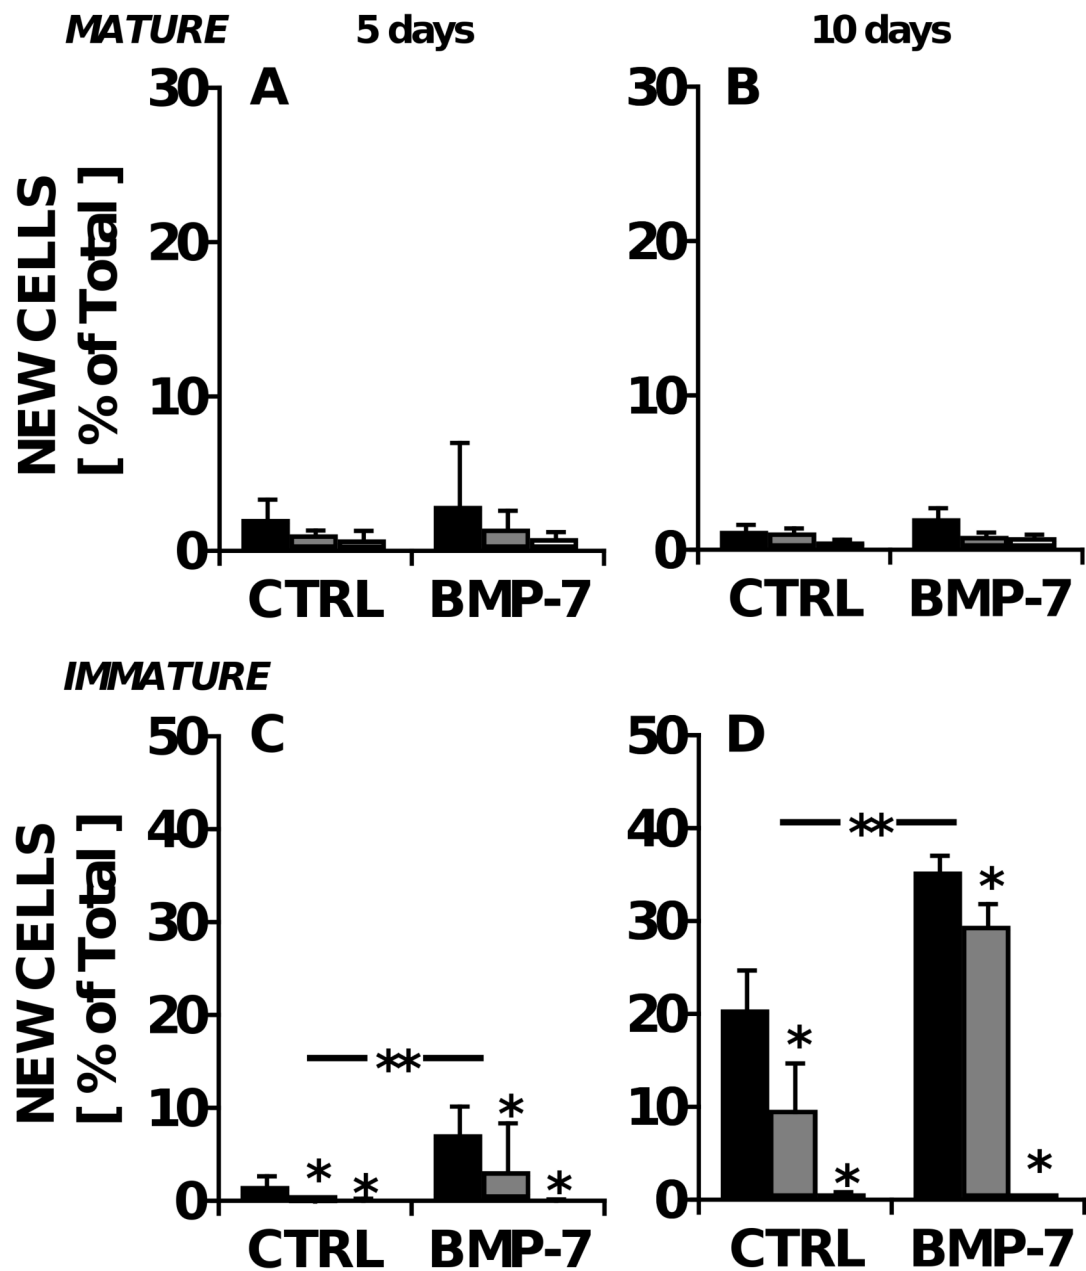 MATURE 5 days 10 days
A
B
NEW CELLS
[ % of Total ]
30
20
10
0
CTRL BMP-7
30
20
10
0
CTRL BMP-7
IMMATURE
C
D
NEW CELLS
[ % of Total ]
50
40
30
20
10
0
**
*
*
*
*
CTRL BMP-7
50
40
30
20
10
0
**
*
*
*
*
CTRL BMP-7